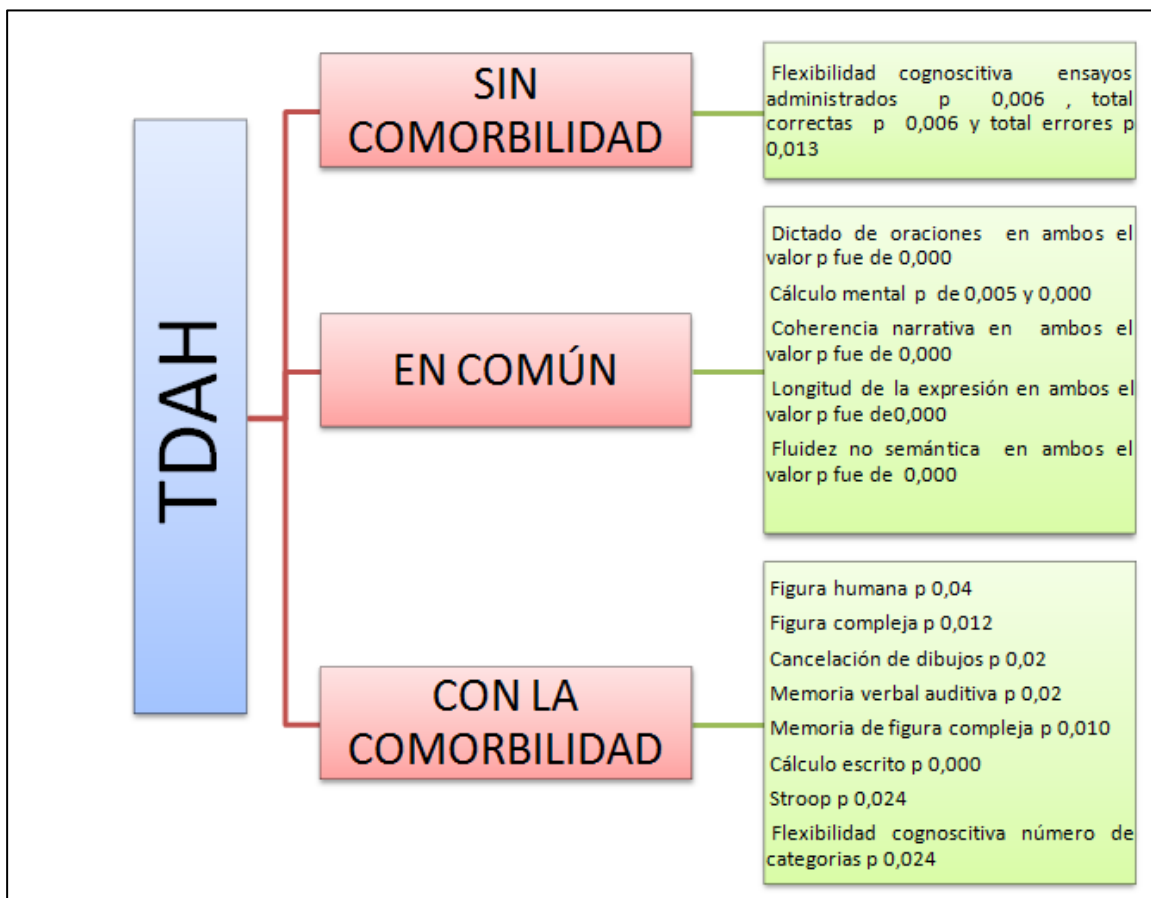 TDAH
SIN
COMORBILIDAD
Flexibilidad cognoscitiva ensayos
administrados p 0,006 , total
correctas p 0,006 y total errores p
0,013
EN COMÚN
Dictado de oraciones en ambos el
valor p fue de 0,000
Cálculo mental p de 0,005 y 0,000
Coherencia narrativa en ambos el
valor p fue de 0,000
Longitud de la expresión en ambos el
valor p fue de0,000
Fluidez no semántica en ambos el
valor p fue de 0,000
CON LA
COMORBILIDAD
Figura humana p 0,04
Figura compleja p 0,012
Cancelación de dibujos p 0,02
Memoria verbal auditiva p 0,02
Memoria de figura compleja p 0,010
Cálculo escrito p 0,000
Stroop p 0,024
Flexibilidad cognoscitiva número de
categorias p 0,024